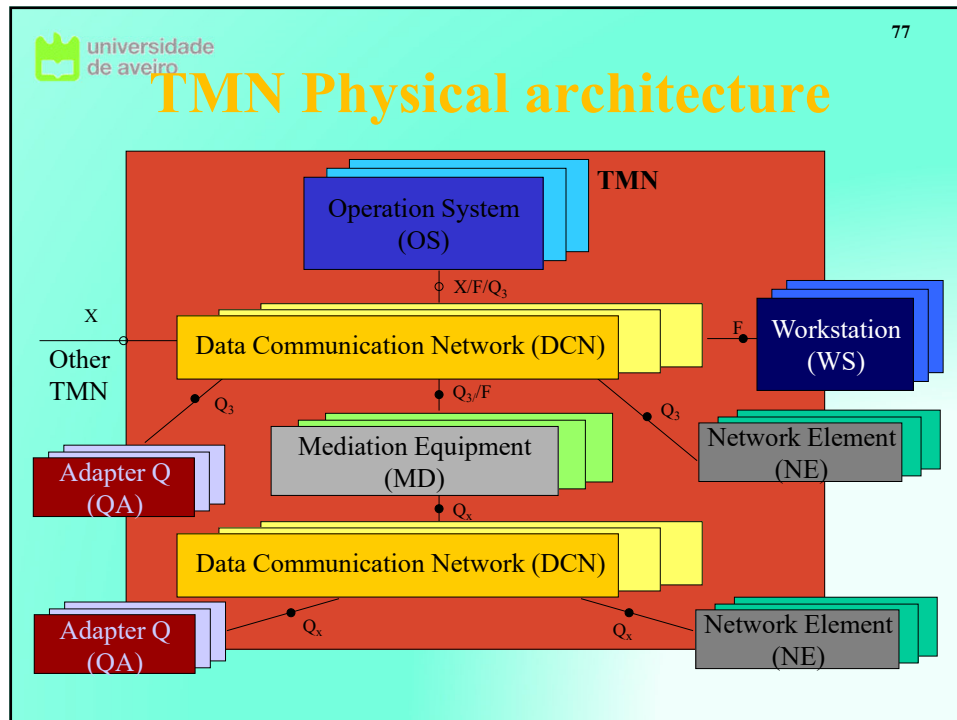 77
universidade
de aveiro
TMN Physical architecture
TMN
Operation System
(OS)
X/F/Q3
X
Other
TMN
Data Communication Network (DCN)
F
Workstation
(WS)
Q3
Q3/F
Q3
Adapter Q
(QA)
Mediation Equipment
(MD)
Network Element
(NE)
Qx
Data Communication Network (DCN)
Qx
Qx
Adapter Q
(QA)
Network Element
(NE)